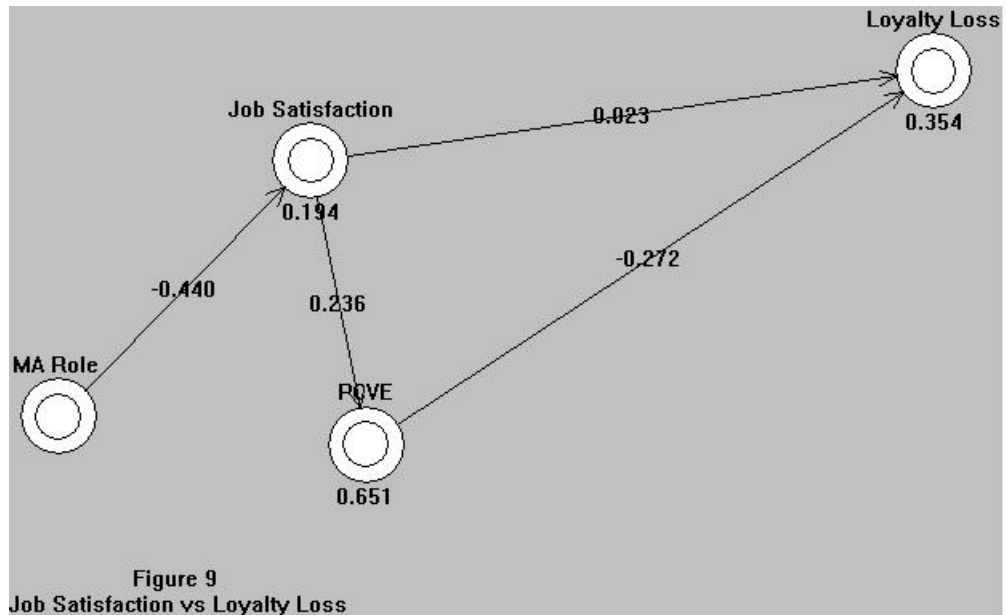 Loyalty Loss
Job Satisfaction
0.023
0.354
0.194
-0.272
-0.440
0.236
MA Role
0.651
Figure 9
Job Satisfaction vs Loyalty Loss